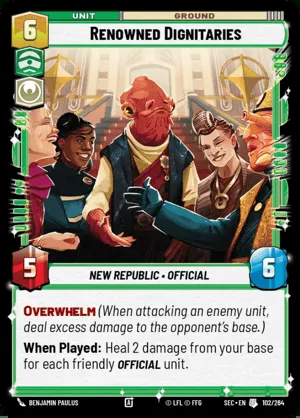 UNIT
GROUND
6
RENOWNED DIGNITARIES
5
6
NEW REPUBLIC • OFFICIAL
OVERWHELM (When attacking an enemy unit,
deal excess damage to the opponent's base.)
When Played: Heal 2 damage from your base
for each friendly OFFICIAL unit.
BENJAMIN PAULUS
© LFL © FFG
SEC • EN
102/264